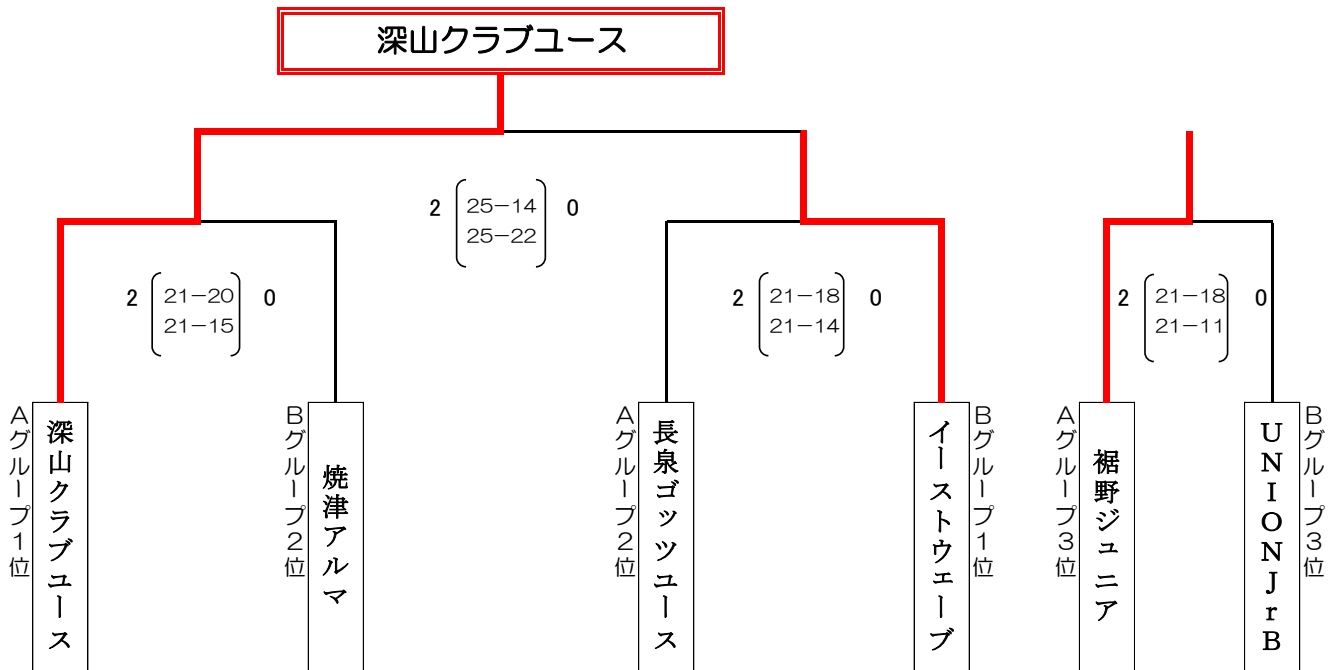 深山クラブユース
2 25－14 0
25－22
2 21－20 0
21－15
2 21－18 0
21－14
2 21－18 0
21－11
Aグループ1位
深山クラブユース
Bグループ2位
焼津アルマ
Aグループ2位
長泉ゴッツユース
イーストウェーブ
Bグループ1位
Aグループ3位
裾野ジュニア
UNIONJrB
Bグループ3位